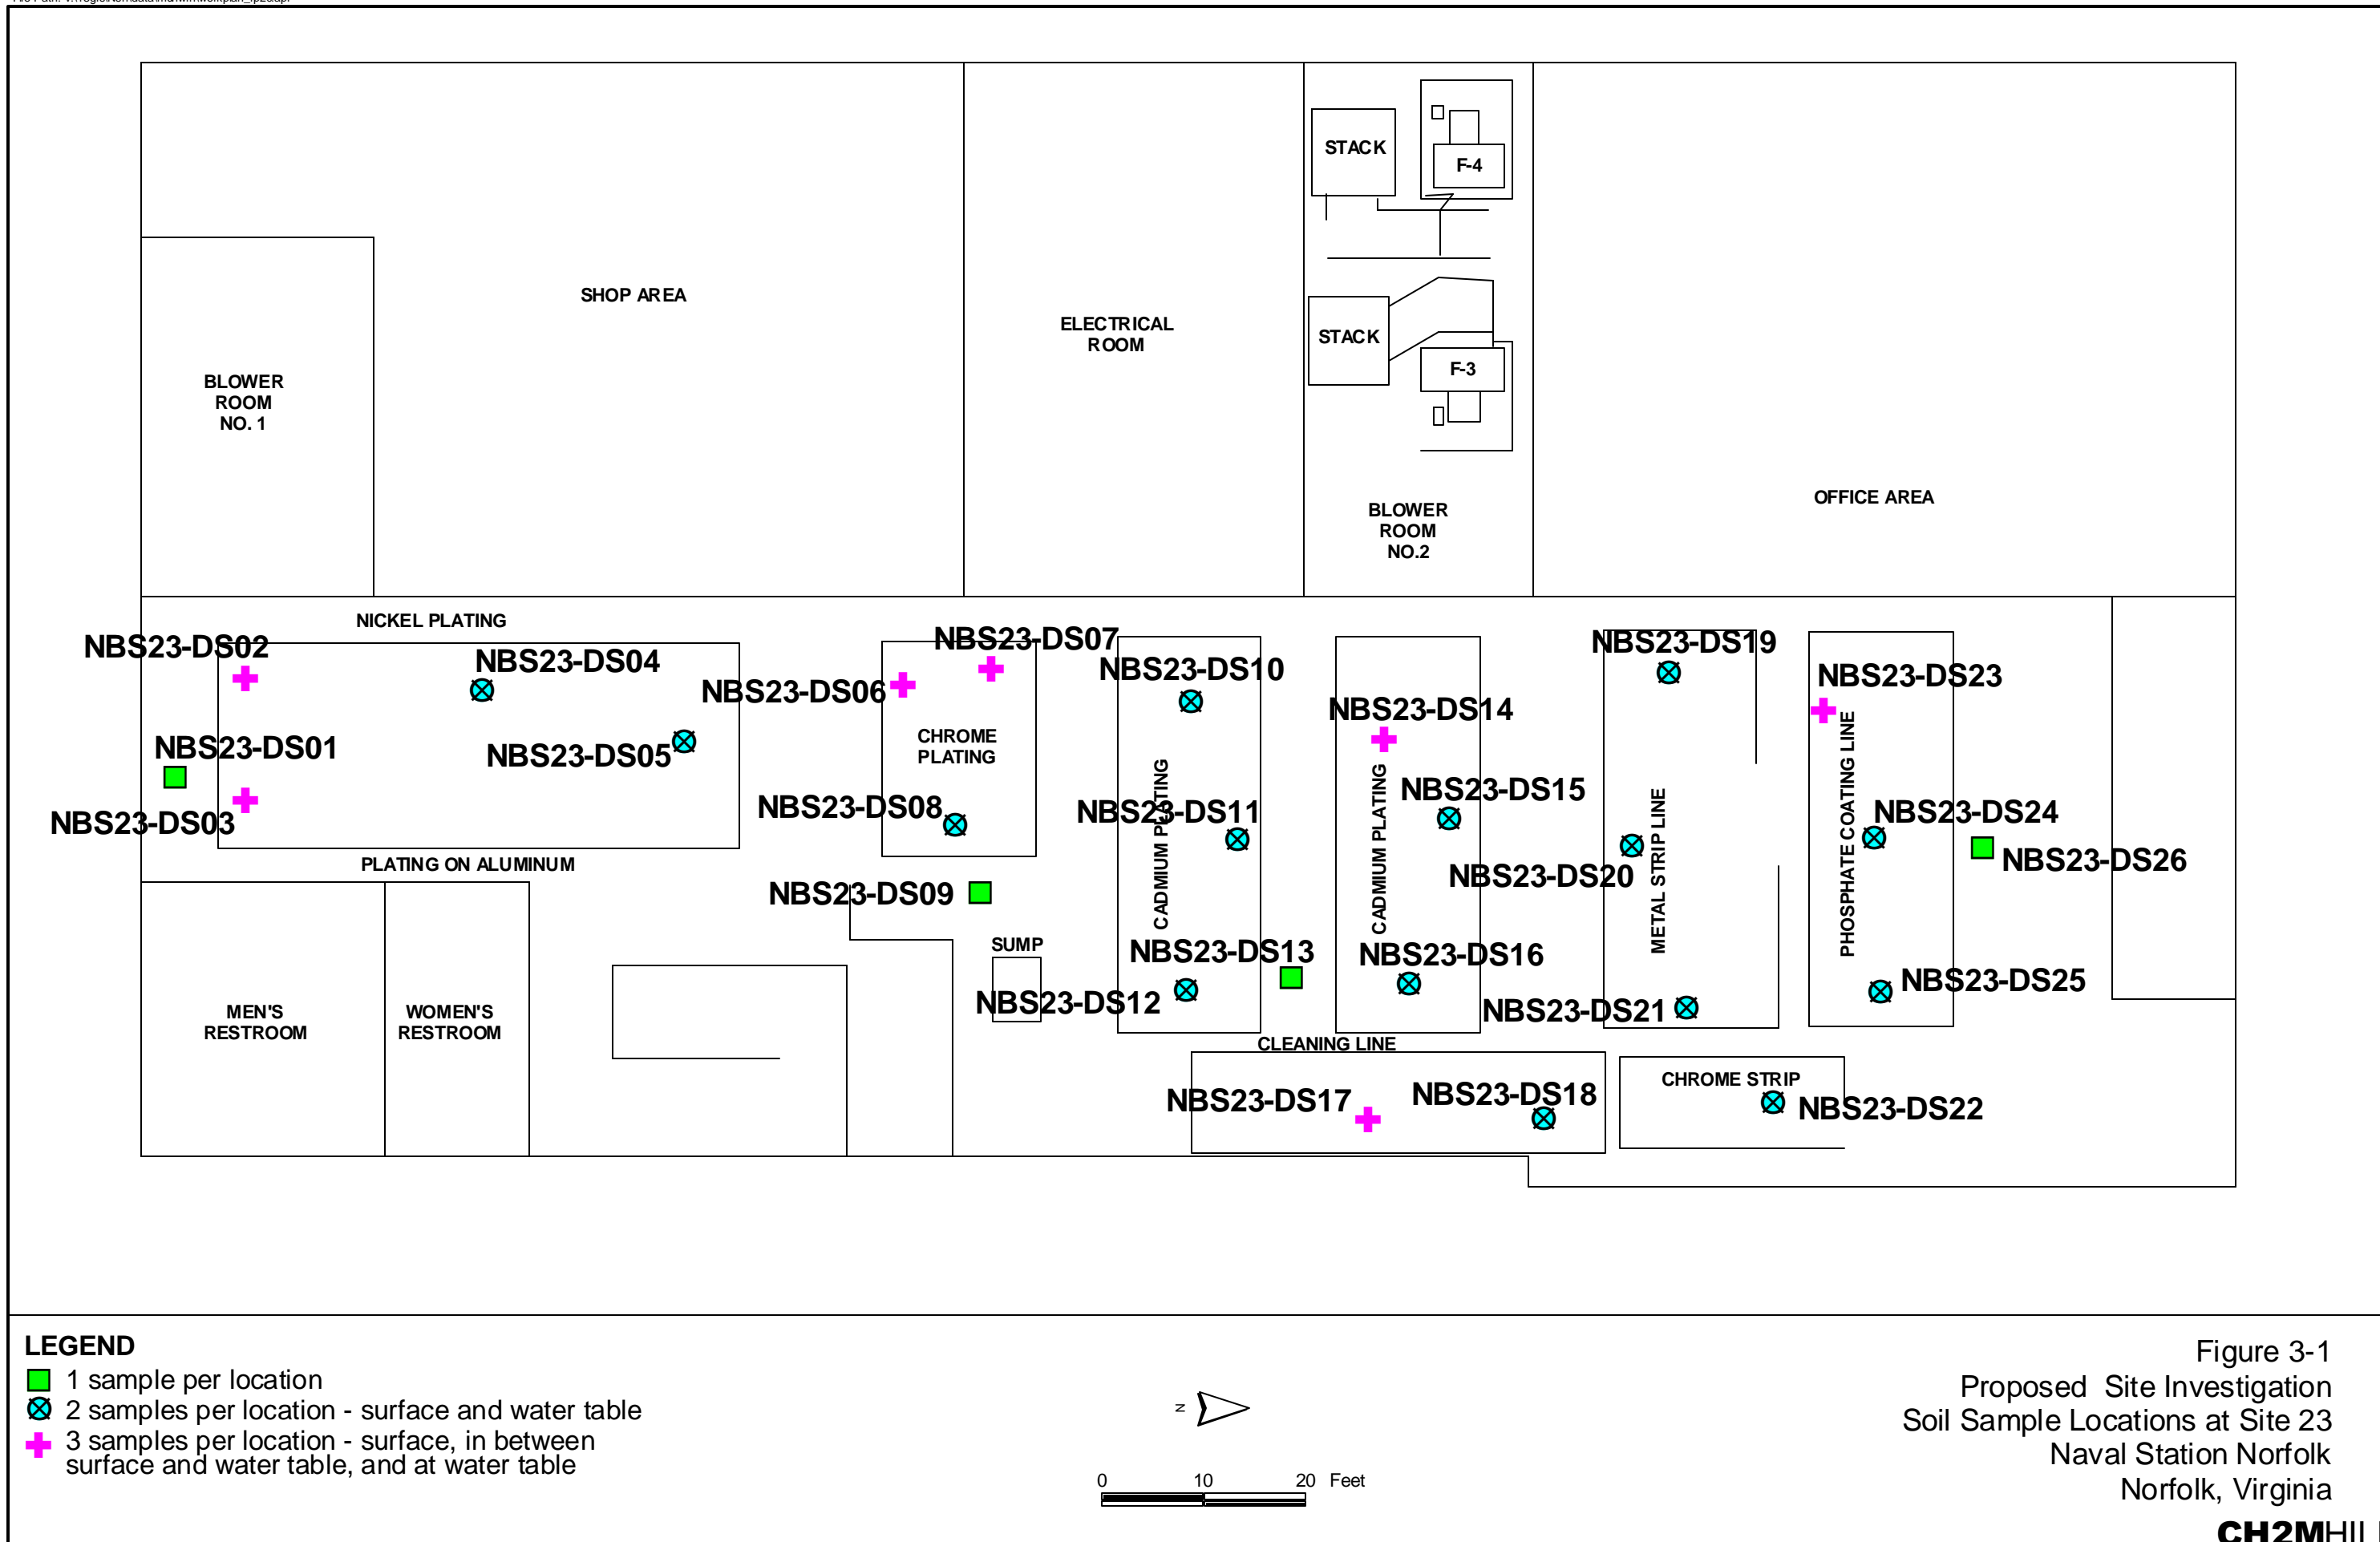 STACK
F-4
SHOP AREA
ELECTRICAL
ROOM
STACK
F-3
BLOWER
ROOM
NO. 1
OFFICE AREA
BLOWER
ROOM
NO.2
NICKEL PLATING
NBS23-DS02
NBS23-DS04
NBS23-DS07
NBS23-DS06
NBS23-DS10
NBS23-DS19
NBS23-DS23
NBS23-DS14
NBS23-DS01
NBS23-DS05
CHROME
PLATING
NBS23-DS03
NBS23-DS08
NBS23-DS11
CADMIUM PLATING
NBS23-DS15
CADMIUM PLATING
NBS23-DS20
METAL STRIP LINE
PHOSPHATE COATING LINE
NBS23-DS24
NBS23-DS26
PLATING ON ALUMINUM
NBS23-DS09
SUMP
NBS23-DS13
NBS23-DS16
NBS23-DS12
NBS23-DS21
NBS23-DS25
MEN'S
RESTROOM
WOMEN'S
RESTROOM
CLEANING LINE
NBS23-DS17
NBS23-DS18
CHROME STRIP
NBS23-DS22
LEGEND
1 sample per location
2 samples per location - surface and water table
3 samples per location - surface, in between
surface and water table, and at water table
N
0 10 20 Feet
Figure 3-1
Proposed Site Investigation
Soil Sample Locations at Site 23
Naval Station Norfolk
Norfolk, Virginia
CH2MHILL